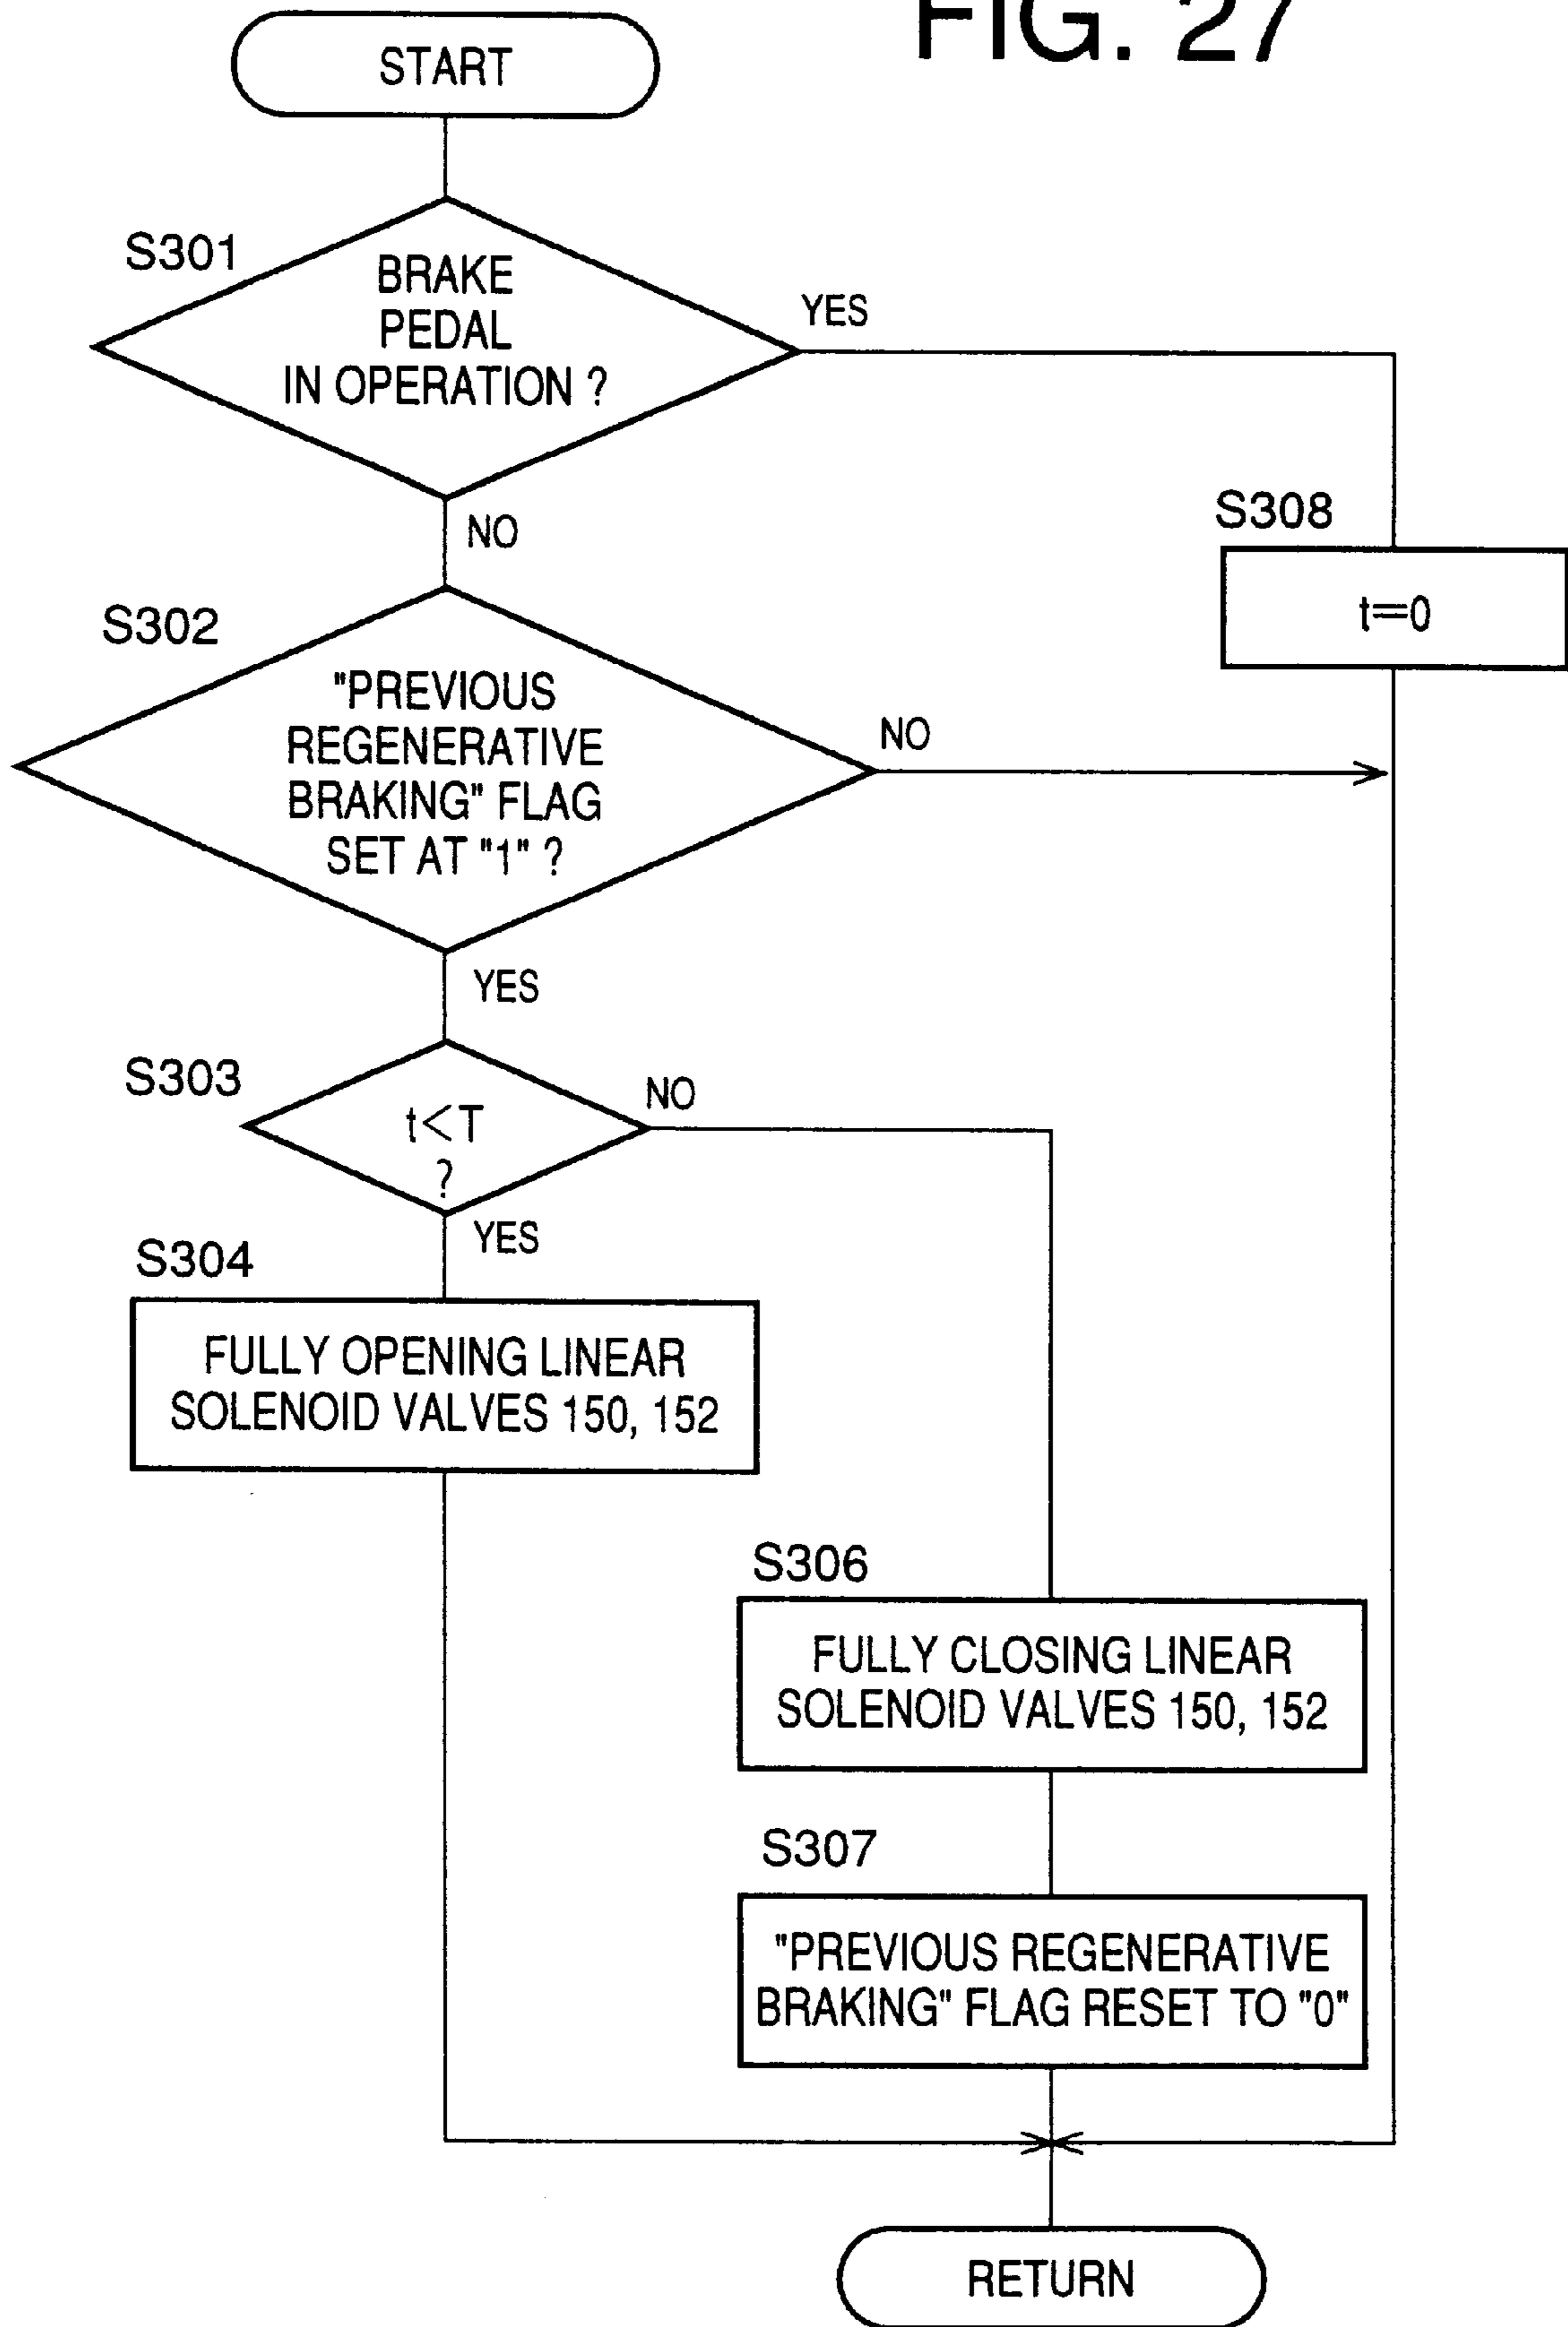 FIG. 27
START
S301
BRAKE
PEDAL
IN OPERATION ?
YES
NO
S308
t=0
S302
"PREVIOUS
REGENERATIVE
BRAKING" FLAG
SET AT "1" ?
NO
YES
S303
t<T
?
NO
YES
S304
FULLY OPENING LINEAR
SOLENOID VALVES 150, 152
S306
FULLY CLOSING LINEAR
SOLENOID VALVES 150, 152
S307
"PREVIOUS REGENERATIVE
BRAKING" FLAG RESET TO "0"
RETURN